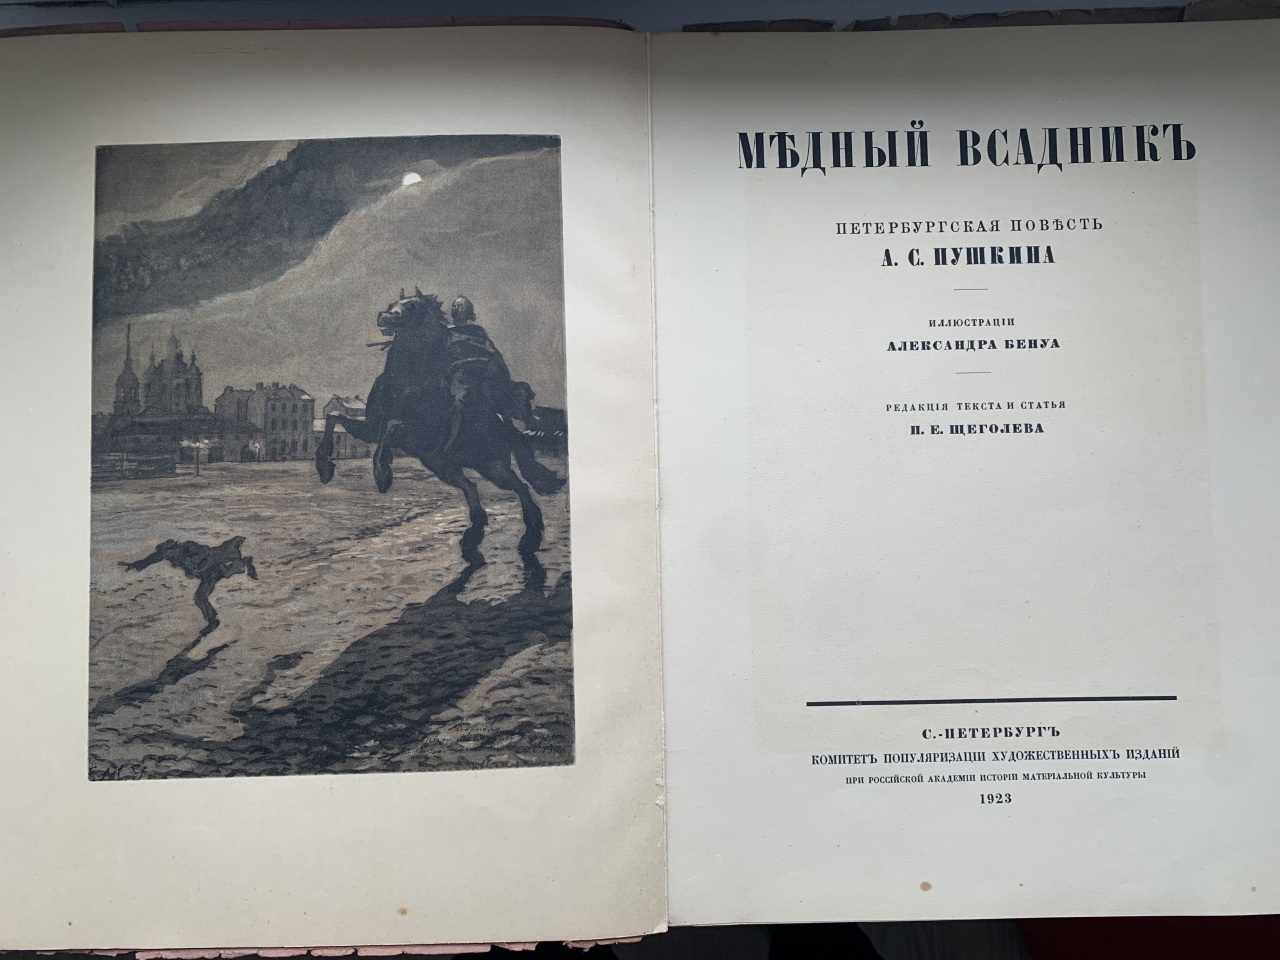 МѢДНЫЙ ВСАДНИКЪ
ПЕТЕРБУРГСКАЯ ПОВѢСТЬ
А. С. ПУШКИНА
ИЛЛЮСТРАЦІИ
АЛЕКСАНДРА БЕНУА
РЕДАКЦІЯ ТЕКСТА И СТАТЬЯ
П. Е. ЩЕГОЛЕВА
С.-ПЕТЕРБУРГЪ
КОМИТЕТЪ ПОПУЛЯРИЗАЦІИ ХУДОЖЕСТВЕННЫХЪ ИЗДАНІЙ
ПРИ РОССІЙСКОЙ АКАДЕМІИ ИСТОРІИ МАТЕРІАЛЬНОЙ КУЛЬТУРЫ
1923